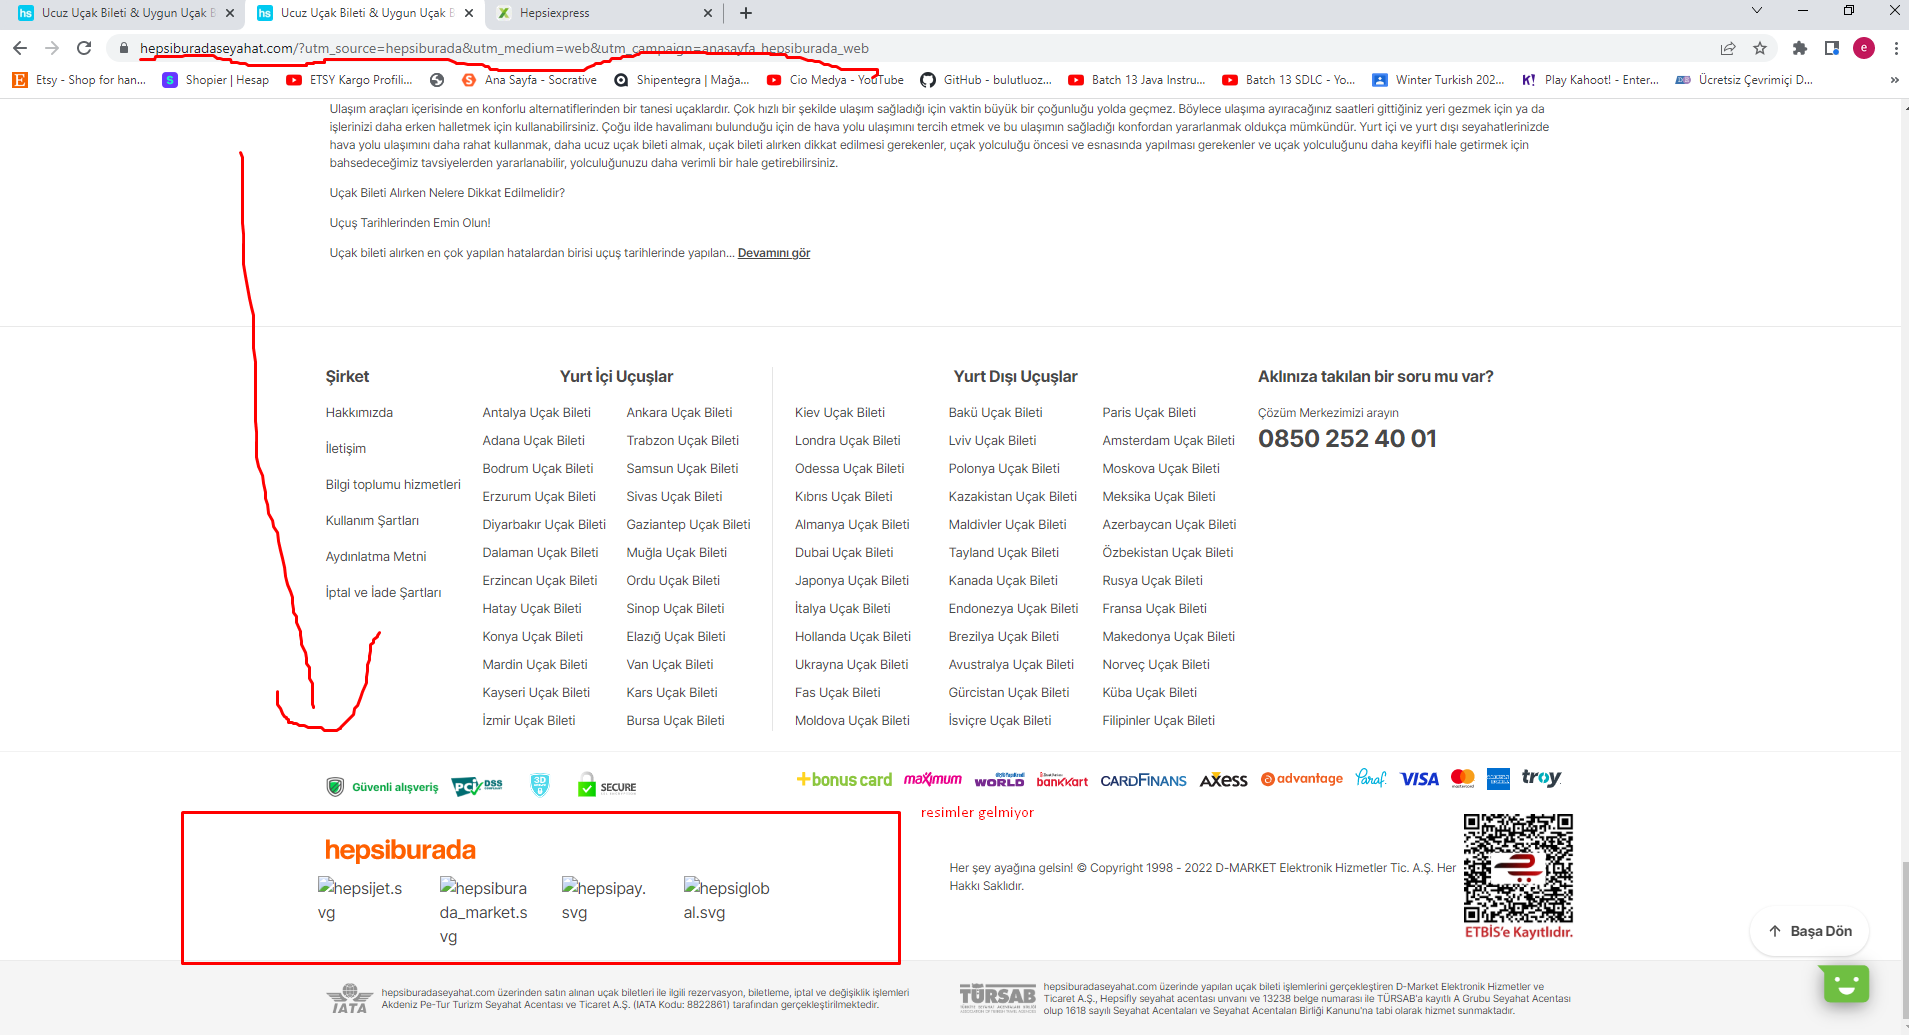 Ucuz Uçak Bileti & Uygun Uçak B
Ucuz Uçak Bileti & Uygun Uçak B
Hepsiexpress
hepsiburadaseyahat.com/?utm_source=hepsiburada&utm_medium=web&utm_campaign=anasayfa_hepsiburada_web
Etsy - Shop for han...
Shopier | Hesap
ETSY Kargo Profili...
Ana Sayfa - Socrative
Shipentegra | Mağa...
Cio Medya - YouTube
GitHub - bulutluoz...
Batch 13 Java Instru...
Batch 13 SDLC - Yo...
Winter Turkish 202...
Play Kahoot! - Enter...
Ücretsiz Çevrimiçi D...
Ulaşım araçları içerisinde en konforlu alternatiflerinden bir tanesi uçaklardır. Çok hızlı bir şekilde ulaşım sağladığı için vaktin büyük bir çoğunluğu yolda geçmez. Böylece ulaşıma ayıracağınız saatleri gittiğiniz yeri gezmek için ya da
işlerinizi daha erken halletmek için kullanabilirsiniz. Çoğu ilde havalimanı bulunduğu için de hava yolu ulaşımını tercih etmek ve bu ulaşımın sağladığı konfordan yararlanmak oldukça mümkündür. Yurt içi ve yurt dışı seyahatlerinizde
hava yolu ulaşımını daha rahat kullanmak, daha ucuz uçak bileti almak, uçak bileti alırken dikkat edilmesi gerekenler, uçak yolculuğu öncesi ve esnasında yapılması gerekenler ve uçak yolculuğunu daha keyifli hale getirmek için
bahsedeceğimiz tavsiyelerden yararlanabilir, yolculuğunuzu daha verimli bir hale getirebilirsiniz.
Uçak Bileti Alırken Nelere Dikkat Edilmelidir?
Uçuş Tarihlerinden Emin Olun!
Uçak bileti alırken en çok yapılan hatalardan birisi uçuş tarihlerinde yapılan... Devamını gör
Şirket
Hakkımızda
İletişim
Bilgi toplumu hizmetleri
Kullanım Şartları
Aydınlatma Metni
İptal ve İade Şartları
Yurt İçi Uçuşlar
Antalya Uçak Bileti
Adana Uçak Bileti
Bodrum Uçak Bileti
Erzurum Uçak Bileti
Diyarbakır Uçak Bileti
Dalaman Uçak Bileti
Erzincan Uçak Bileti
Hatay Uçak Bileti
Konya Uçak Bileti
Mardin Uçak Bileti
Kayseri Uçak Bileti
İzmir Uçak Bileti
Ankara Uçak Bileti
Trabzon Uçak Bileti
Samsun Uçak Bileti
Sivas Uçak Bileti
Gaziantep Uçak Bileti
Muğla Uçak Bileti
Ordu Uçak Bileti
Sinop Uçak Bileti
Elazığ Uçak Bileti
Van Uçak Bileti
Kars Uçak Bileti
Bursa Uçak Bileti
Yurt Dışı Uçuşlar
Kiev Uçak Bileti
Londra Uçak Bileti
Odessa Uçak Bileti
Kıbrıs Uçak Bileti
Almanya Uçak Bileti
Dubai Uçak Bileti
Japonya Uçak Bileti
İtalya Uçak Bileti
Hollanda Uçak Bileti
Ukrayna Uçak Bileti
Fas Uçak Bileti
Moldova Uçak Bileti
Bakü Uçak Bileti
Lviv Uçak Bileti
Polonya Uçak Bileti
Kazakistan Uçak Bileti
Maldivler Uçak Bileti
Tayland Uçak Bileti
Kanada Uçak Bileti
Endonezya Uçak Bileti
Brezilya Uçak Bileti
Avustralya Uçak Bileti
Gürcistan Uçak Bileti
İsviçre Uçak Bileti
Paris Uçak Bileti
Amsterdam Uçak Bileti
Moskova Uçak Bileti
Meksika Uçak Bileti
Azerbaycan Uçak Bileti
Özbekistan Uçak Bileti
Rusya Uçak Bileti
Fransa Uçak Bileti
Makedonya Uçak Bileti
Norveç Uçak Bileti
Küba Uçak Bileti
Filipinler Uçak Bileti
Aklınıza takılan bir soru mu var?
Çözüm Merkezimizi arayın
0850 252 40 01
Güvenli alışveriş
PCI DSS
3D
SECURE
+bonus card
maximum
WORLD
bankkart
CARDFINANS
AXESS
advantage
Paraf
VISA
mastercard
troy
resimler gelmiyor
hepsiburada
hepsijet.s
vg
hepsibura
da_market.s
vg
hepsipay.
svg
hepsiglob
al.svg
Her şey ayağına gelsin! © Copyright 1998 - 2022 D-MARKET Elektronik Hizmetler Tic. A.Ş. Her
Hakkı Saklıdır.
ETBİS'e Kayıtlıdır.
Başa Dön
IATA
hepsiburadaseyahat.com üzerinden satın alınan uçak biletleri ile ilgili rezervasyon, biletleme, iptal ve değişiklik işlemleri
Akdeniz Pe-Tur Turizm Seyahat Acentası ve Ticaret A.Ş. (IATA Kodu: 8822861) tarafından gerçekleştirilmektedir.
TÜRSAB
hepsiburadaseyahat.com üzerinde yapılan uçak bileti işlemlerini gerçekleştiren D-Market Elektronik Hizmetler ve
Ticaret A.Ş., Hepsifly seyahat acentası unvanı ve 13238 belge numarası ile TÜRSAB'a kayıtlı A Grubu Seyahat Acentası
olup 1618 sayılı Seyahat Acentaları ve Seyahat Acentaları Birliği Kanunu'na tabi olarak hizmet sunmaktadır.